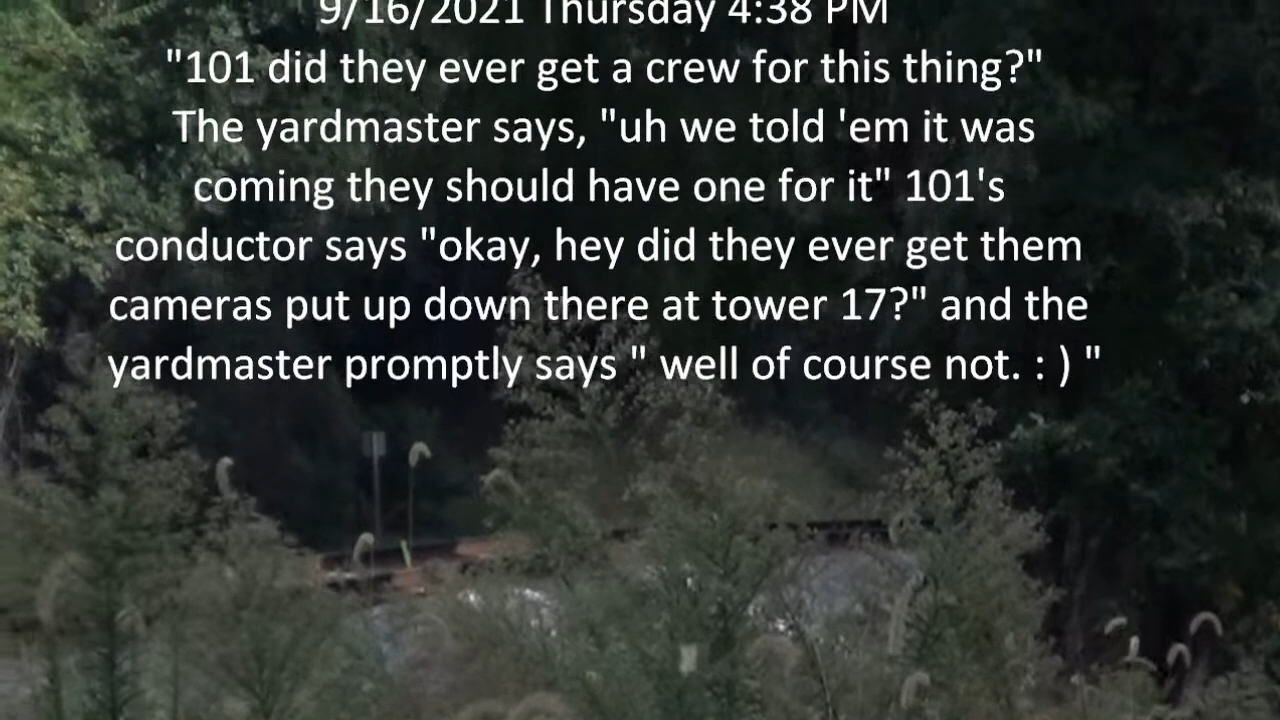 9/16/2021 Thursday 4:38 PM
"101 did they ever get a crew for this thing?"
The yardmaster says, "uh we told 'em it was
coming they should have one for it" 101's
conductor says "okay, hey did they ever get them
cameras put up down there at tower 17?" and the
yardmaster promptly says " well of course not. : ) "